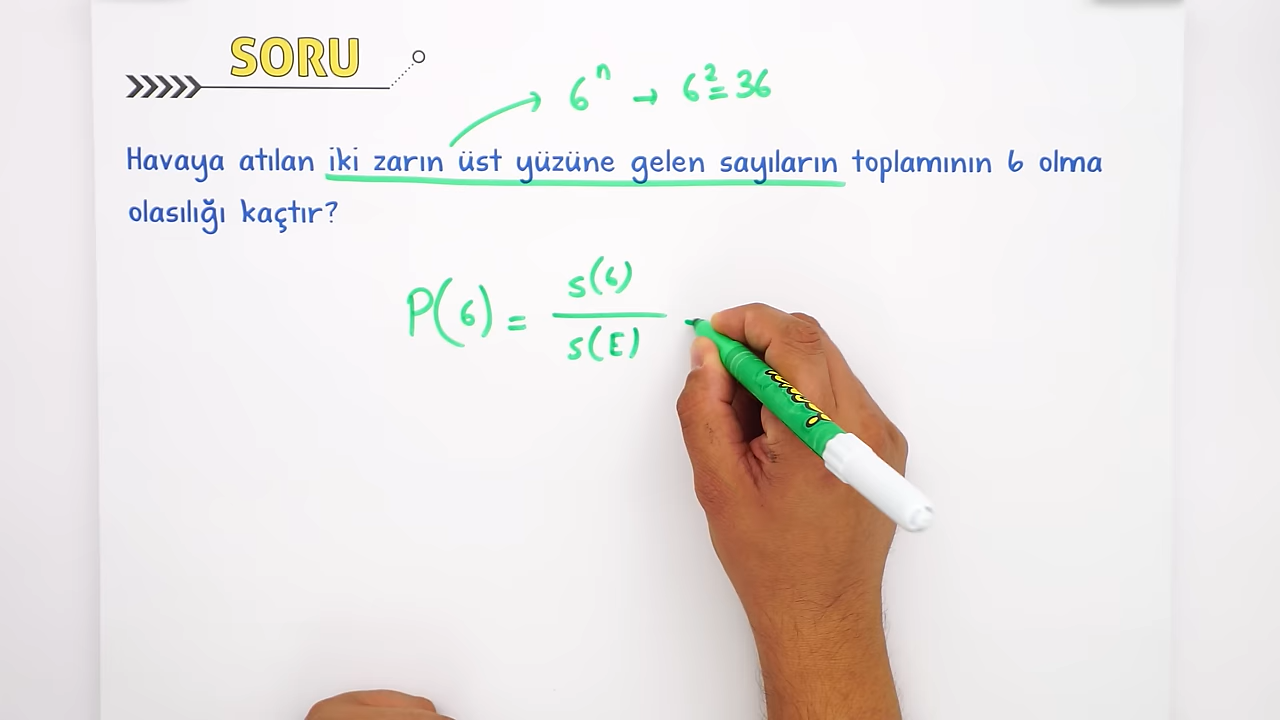 SORU
6ⁿ → 6² = 36
Havaya atılan iki zarın üst yüzüne gelen sayıların toplamının 6 olma
olasılığı kaçtır?
P(6) = s(6)
s(E)